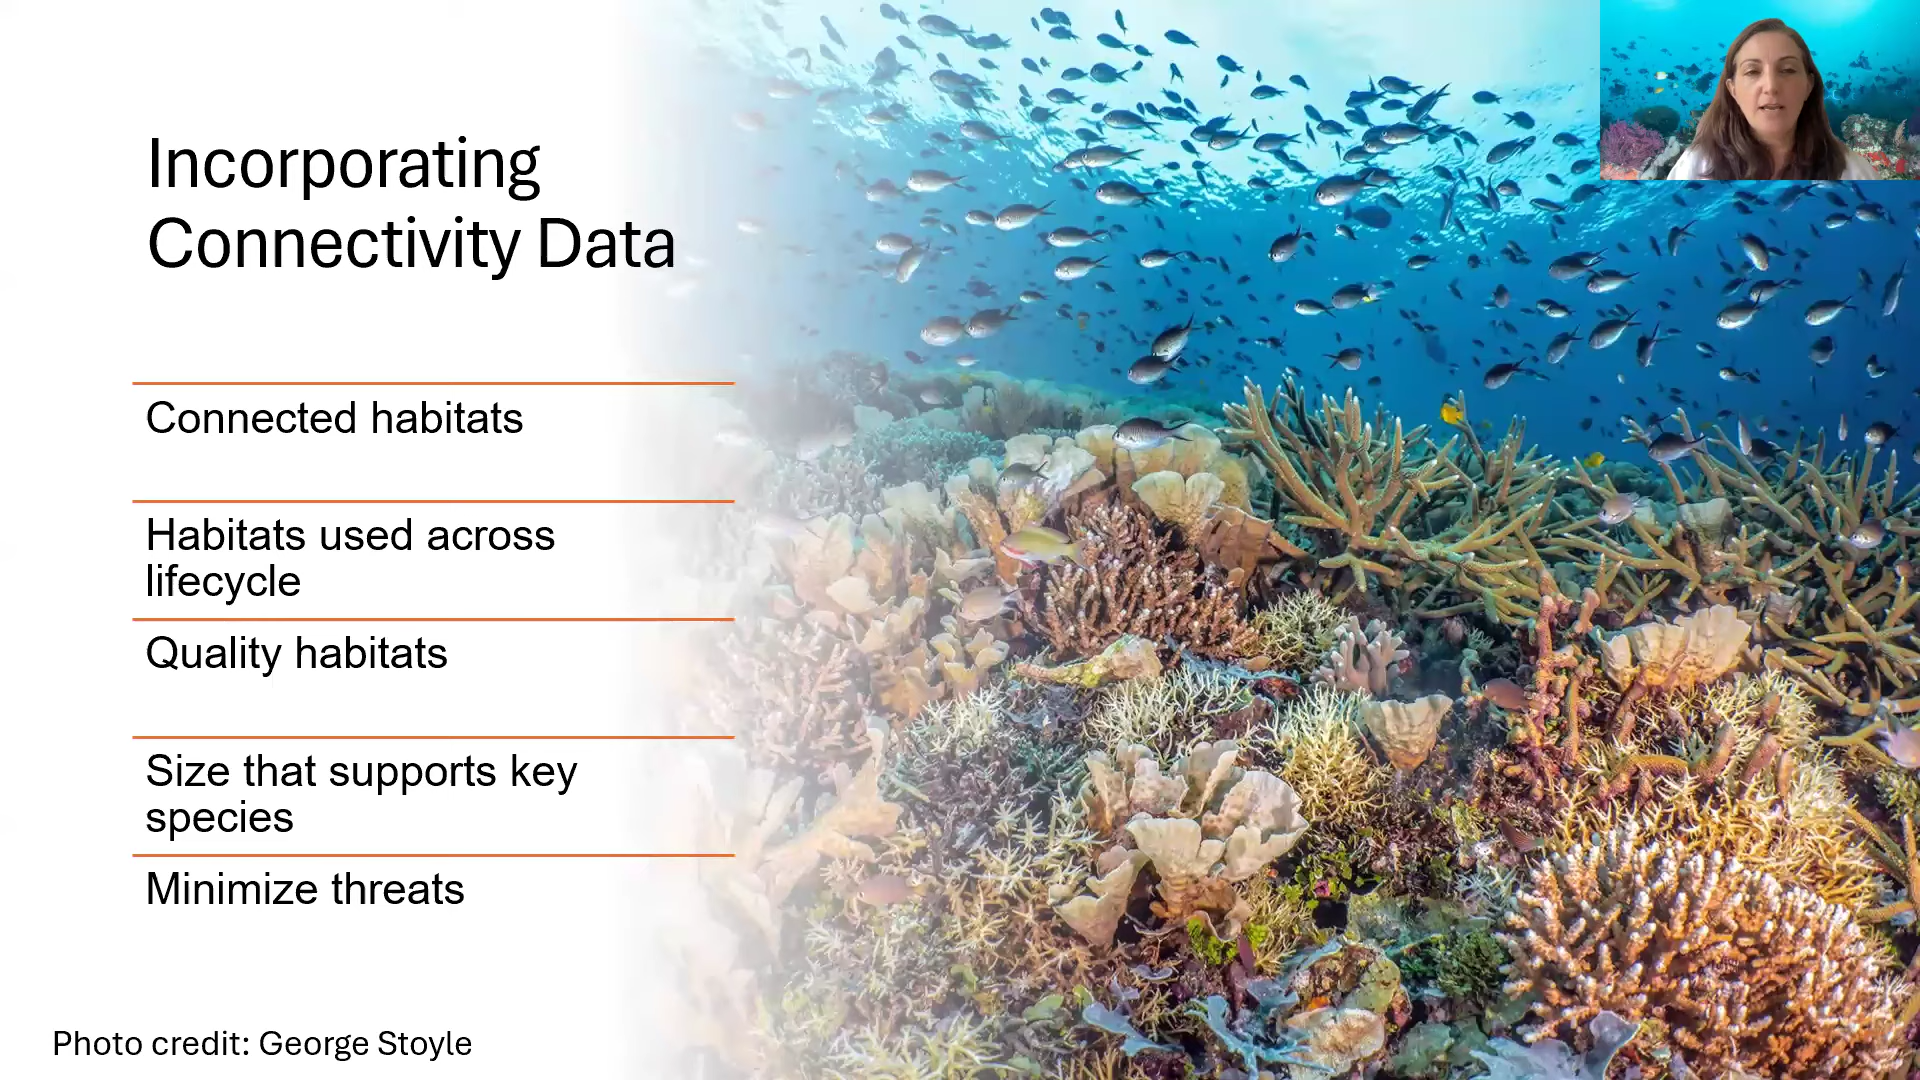 Incorporating
Connectivity Data
Connected habitats
Habitats used across
lifecycle
Quality habitats
Size that supports key
species
Minimize threats
Photo credit: George Stoyle